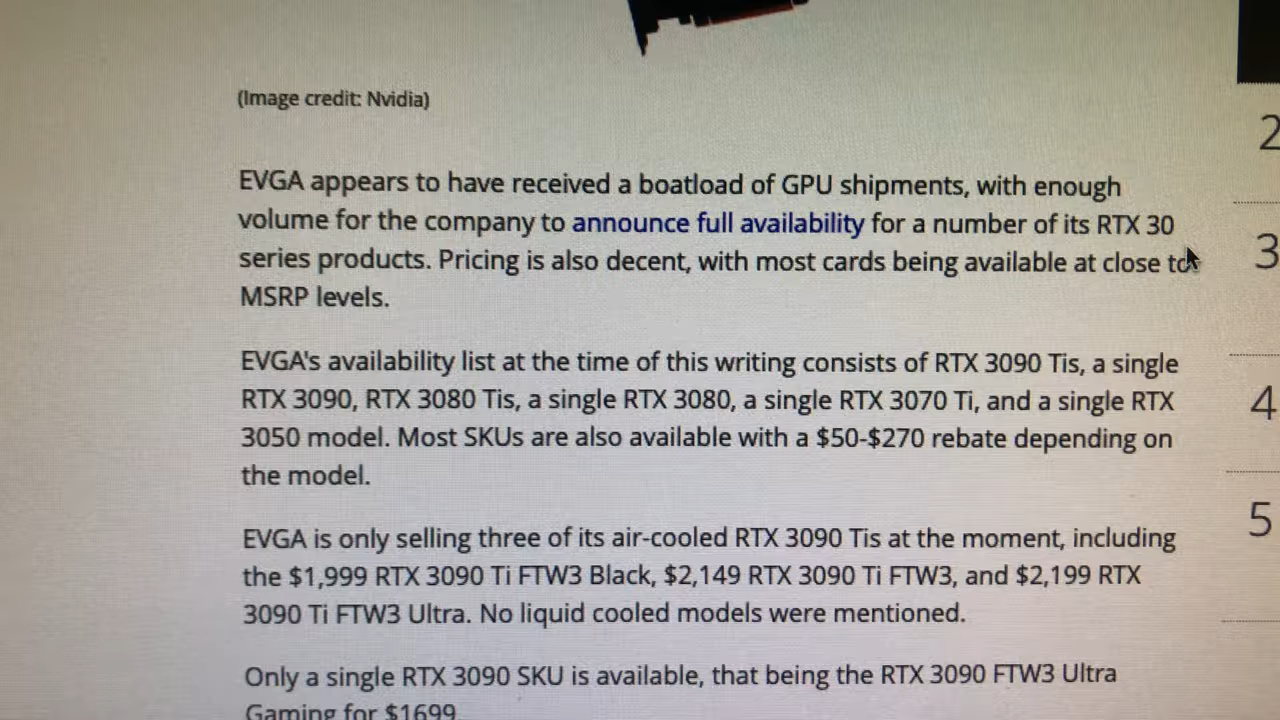 (Image credit: Nvidia)
EVGA appears to have received a boatload of GPU shipments, with enough
volume for the company to announce full availability for a number of its RTX 30
series products. Pricing is also decent, with most cards being available at close to
MSRP levels.
EVGA's availability list at the time of this writing consists of RTX 3090 Tis, a single
RTX 3090, RTX 3080 Tis, a single RTX 3080, a single RTX 3070 Ti, and a single RTX
3050 model. Most SKUs are also available with a $50-$270 rebate depending on
the model.
EVGA is only selling three of its air-cooled RTX 3090 Tis at the moment, including
the $1,999 RTX 3090 Ti FTW3 Black, $2,149 RTX 3090 Ti FTW3, and $2,199 RTX
3090 Ti FTW3 Ultra. No liquid cooled models were mentioned.
Only a single RTX 3090 SKU is available, that being the RTX 3090 FTW3 Ultra
Gaming for $1699
2
3
4
5